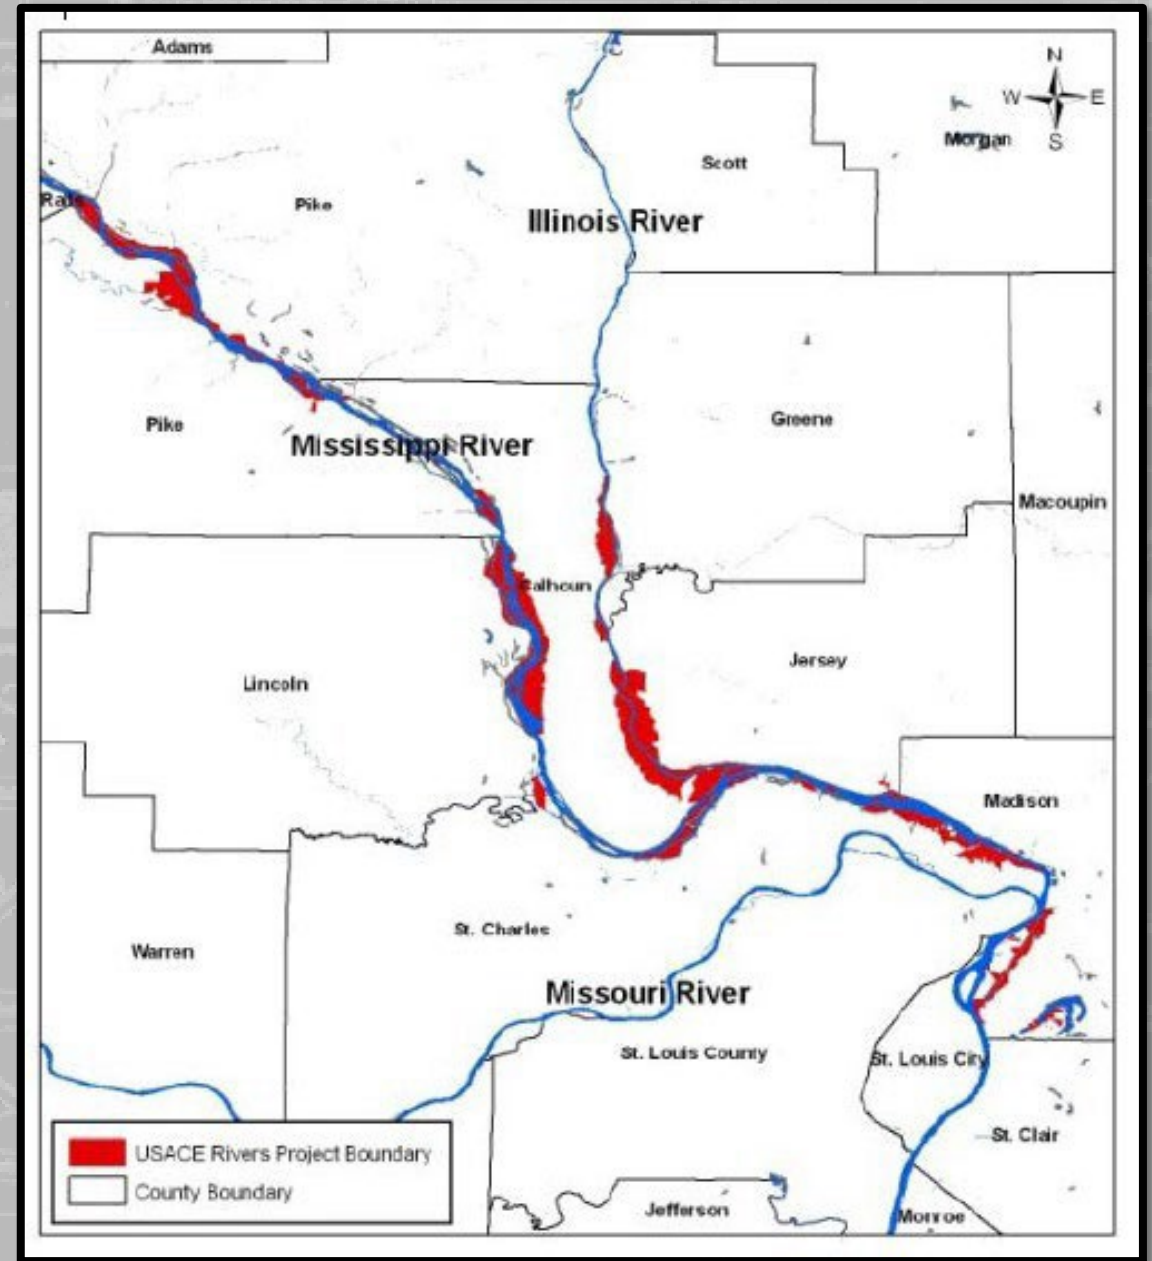 Adams
N
W E
S
Morgan
Scott
Ralls
Pike
Illinois River
Pike
Greene
Mississippi River
Macoupin
Calhoun
Jersey
Lincoln
Madison
St. Charles
Warren
Missouri River
St. Louis County
St. Louis City
St. Clair
USACE Rivers Project Boundary
County Boundary
Jefferson
Monroe